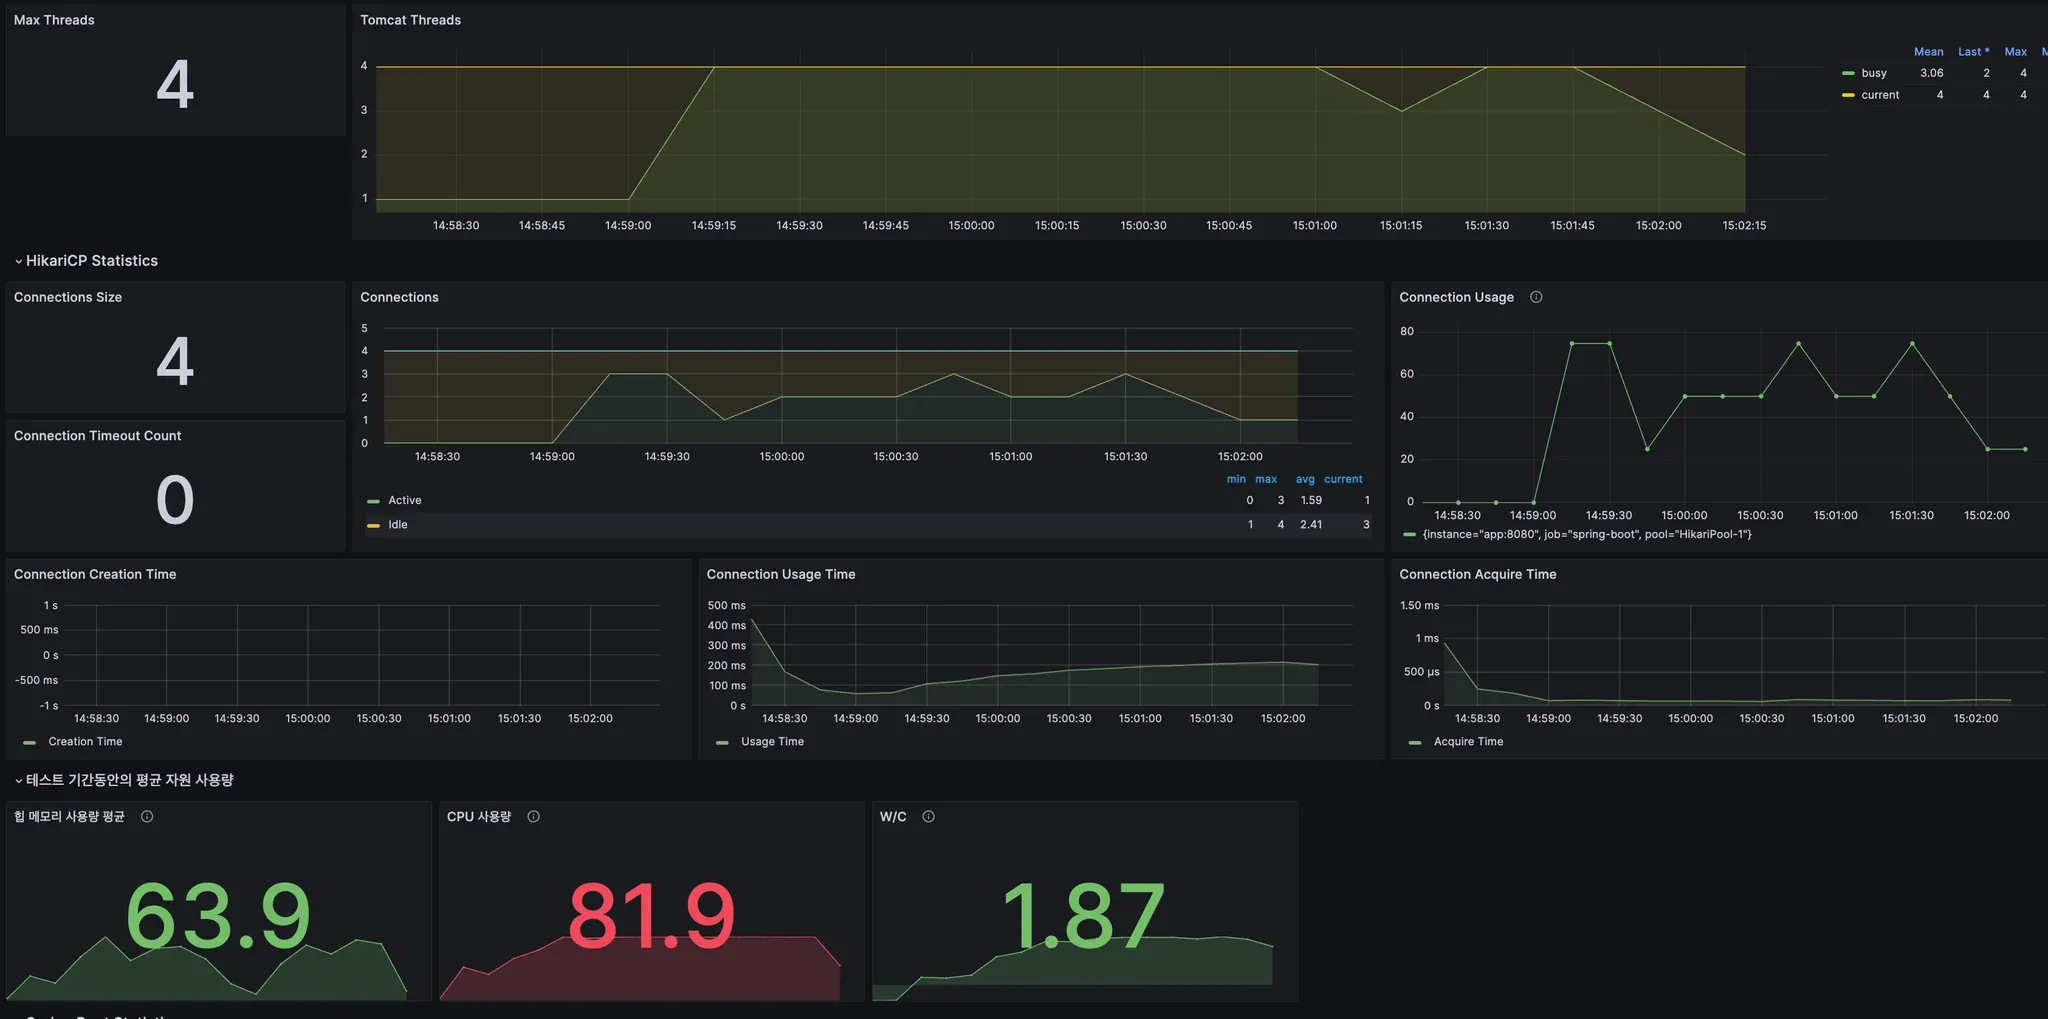 Max Threads
4
Tomcat Threads
4
3
2
1
14:58:30 14:58:45 14:59:00 14:59:15 14:59:30 14:59:45 15:00:00 15:00:15 15:00:30 15:00:45 15:01:00 15:01:15 15:01:30 15:01:45 15:02:00 15:02:15
Mean Last * Max
busy 3.06 2 4
current 4 4 4
HikariCP Statistics
Connections Size
4
Connection Timeout Count
0
Connections
5
4
3
2
1
0
14:58:30 14:59:00 14:59:30 15:00:00 15:00:30 15:01:00 15:01:30 15:02:00
min max avg current
Active 0 3 1.59 1
Idle 1 4 2.41 3
Connection Usage
80
60
40
20
0
14:58:30 14:59:00 14:59:30 15:00:00 15:00:30 15:01:00 15:01:30 15:02:00
{instance="app:8080", job="spring-boot", pool="HikariPool-1"}
Connection Creation Time
1 s
500 ms
0 s
-500 ms
-1 s
14:58:30 14:59:00 14:59:30 15:00:00 15:00:30 15:01:00 15:01:30 15:02:00
Creation Time
Connection Usage Time
500 ms
400 ms
300 ms
200 ms
100 ms
0 s
14:58:30 14:59:00 14:59:30 15:00:00 15:00:30 15:01:00 15:01:30 15:02:00
Usage Time
Connection Acquire Time
1.50 ms
1 ms
500 µs
0 s
14:58:30 14:59:00 14:59:30 15:00:00 15:00:30 15:01:00 15:01:30 15:02:00
Acquire Time
테스트 기간동안의 평균 자원 사용량
힙 메모리 사용량 평균
63.9
CPU 사용량
81.9
W/C
1.87